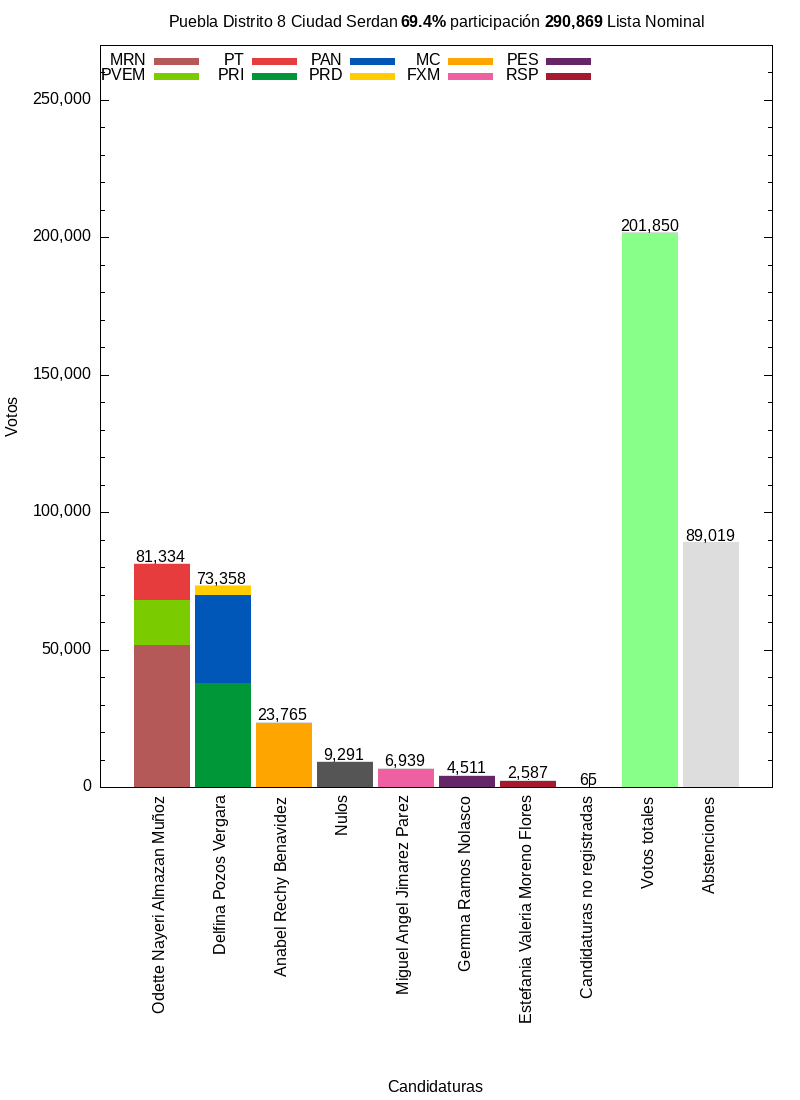 Puebla Distrito 8 Ciudad Serdan 69.4% participación 290,869 Lista Nominal
MRN PT PAN MC PES
PVEM PRI PRD FXM RSP
250,000
200,000
150,000
100,000
50,000
0
Votos
81,334
73,358
23,765
9,291
6,939
4,511
2,587
65
201,850
89,019
Odette Nayeri Almazan Muñoz
Delfina Pozos Vergara
Anabel Rechy Benavidez
Nulos
Miguel Angel Jimarez Parez
Gemma Ramos Nolasco
Estefania Valeria Moreno Flores
Candidaturas no registradas
Votos totales
Abstenciones
Candidaturas